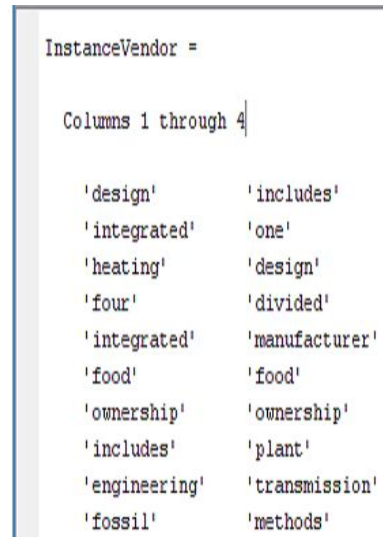 InstanceVendor =
Columns 1 through 4
'design' 'includes'
'integrated' 'one'
'heating' 'design'
'four' 'divided'
'integrated' 'manufacturer'
'food' 'food'
'ownership' 'ownership'
'includes' 'plant'
'engineering' 'transmission'
'fossil' 'methods'